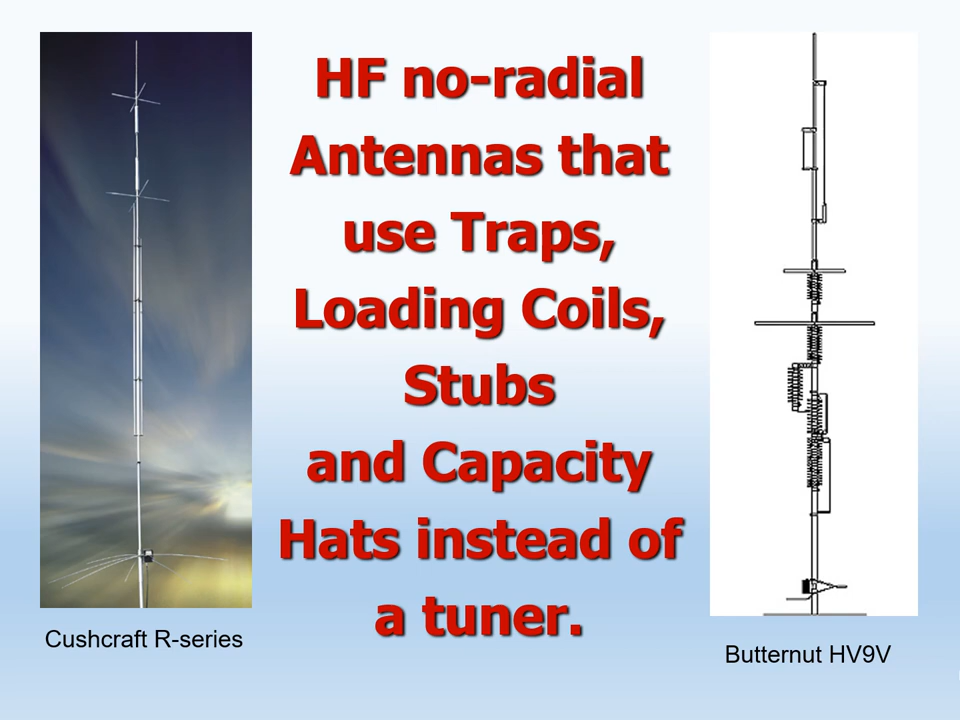 HF no-radial
Antennas that
use Traps,
Loading Coils,
Stubs
and Capacity
Hats instead of
a tuner.
Cushcraft R-series
Butternut HV9V